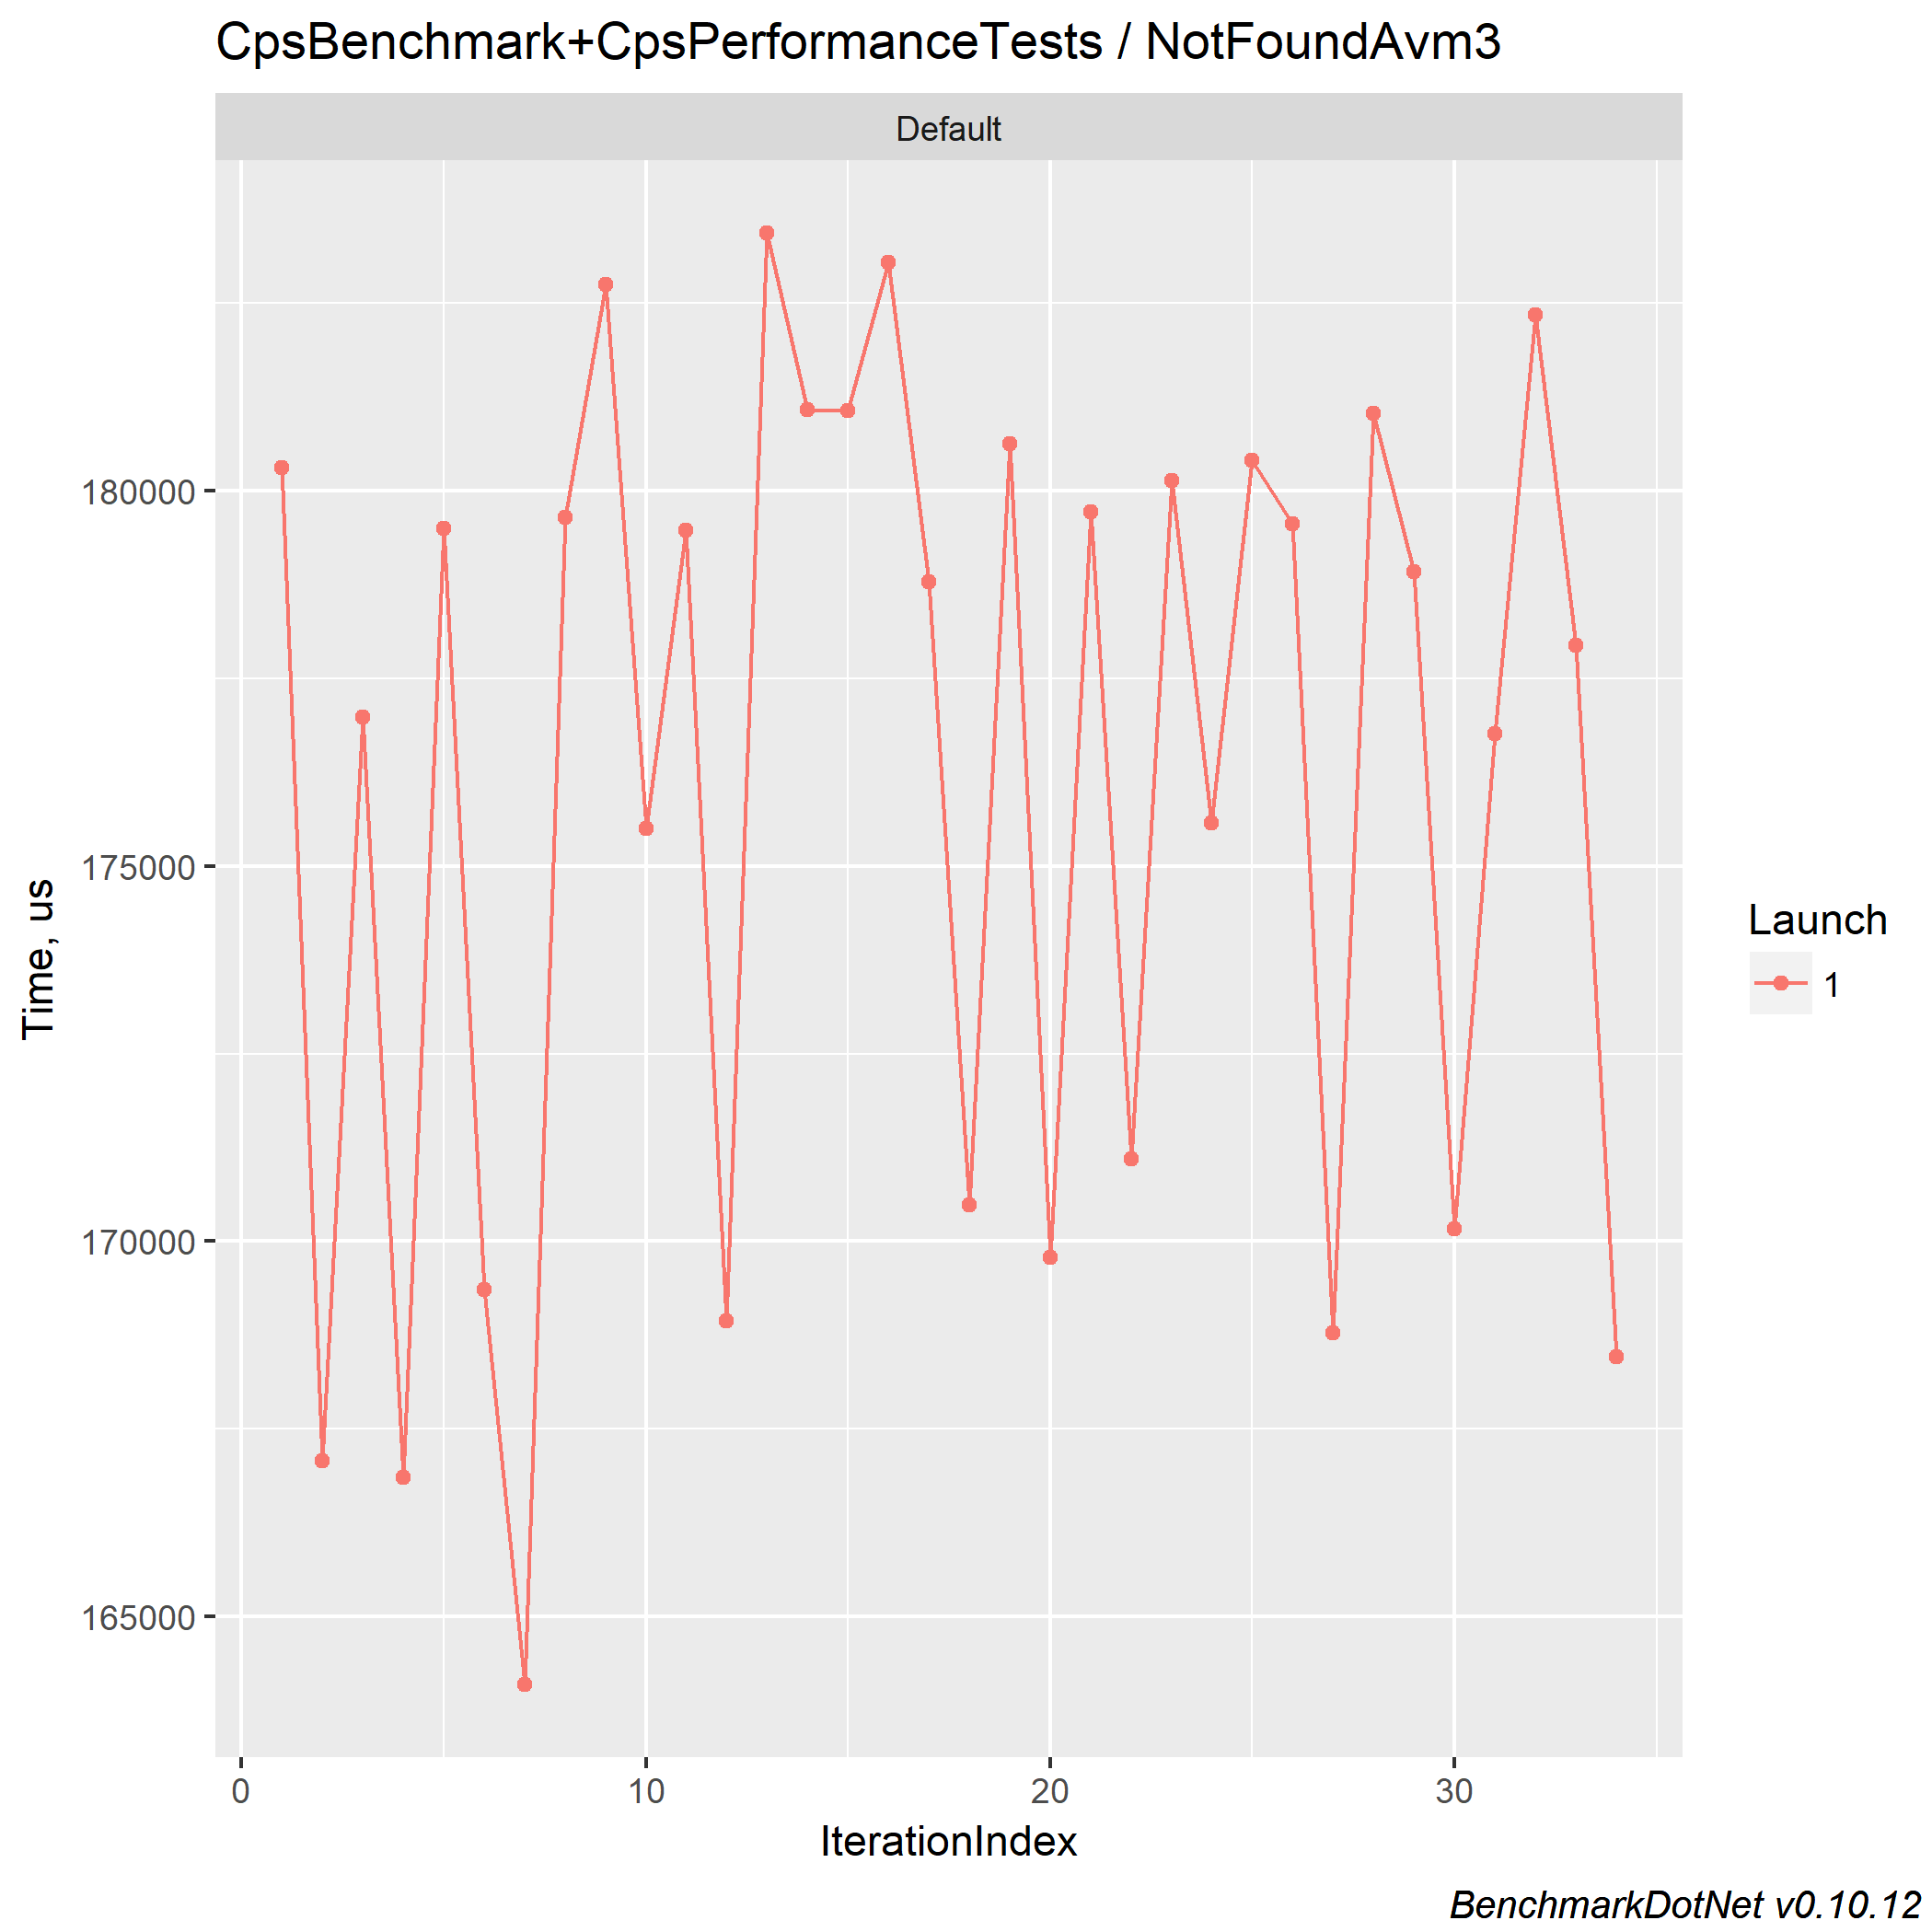 CpsBenchmark+CpsPerformanceTests / NotFoundAvm3
Default
180000
175000
170000
165000
Time, us
0 10 20 30
IterationIndex
Launch
1
BenchmarkDotNet v0.10.12